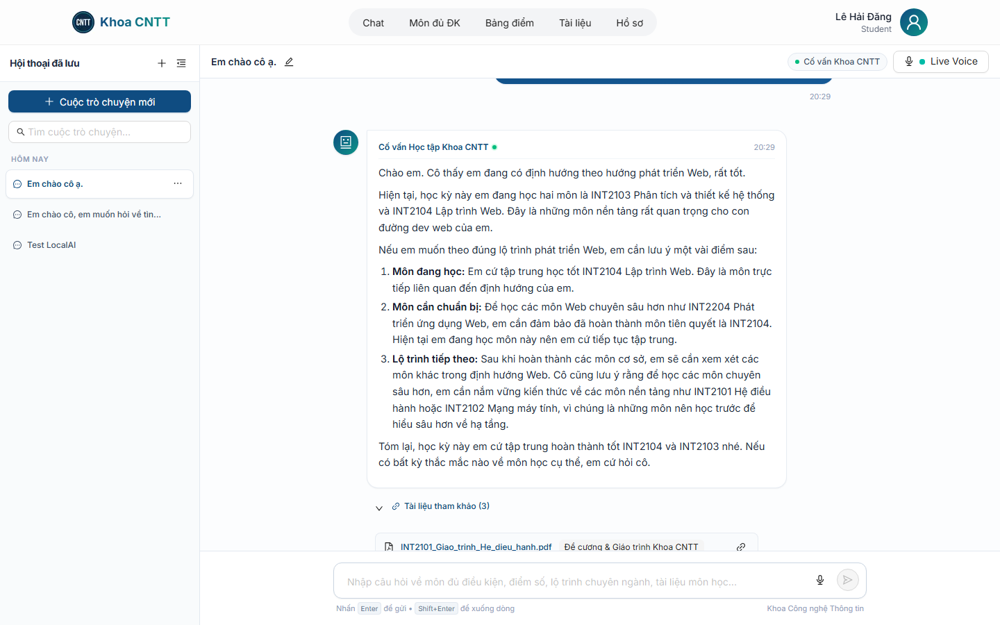 CNTT Khoa CNTT
Chat Môn đủ ĐK Bảng điểm Tài liệu Hồ sơ
Lê Hải Đăng
Student
Hội thoại đã lưu
Cuộc trò chuyện mới
Tìm cuộc trò chuyện...
HÔM NAY
Em chào cô ạ.
Em chào cô, em muốn hỏi về tìn...
Test LocalAI
Em chào cô ạ.
Cố vấn Khoa CNTT
Live Voice
20:29
Cố vấn Học tập Khoa CNTT 20:29
Chào em. Cô thấy em đang có định hướng theo hướng phát triển Web, rất tốt.
Hiện tại, học kỳ này em đang học hai môn là INT2103 Phân tích và thiết kế hệ thống
và INT2104 Lập trình Web. Đây là những môn nền tảng rất quan trọng cho con
đường dev web của em.
Nếu em muốn theo đúng lộ trình phát triển Web, em cần lưu ý một vài điểm sau:
1. Môn đang học: Em cứ tập trung học tốt INT2104 Lập trình Web. Đây là môn trực
tiếp liên quan đến định hướng của em.
2. Môn cần chuẩn bị: Để học các môn Web chuyên sâu hơn như INT2204 Phát
triển ứng dụng Web, em cần đảm bảo đã hoàn thành môn tiên quyết là INT2104.
Hiện tại em đang học môn này nên em cứ tiếp tục tập trung.
3. Lộ trình tiếp theo: Sau khi hoàn thành các môn cơ sở, em sẽ cần xem xét các
môn khác trong định hướng Web. Cô cũng lưu ý rằng để học các môn chuyên
sâu hơn, em cần nắm vững kiến thức về các môn nền tảng như INT2101 Hệ điều
hành hoặc INT2102 Mạng máy tính, vì chúng là những môn nên học trước để
hiểu sâu hơn về hạ tầng.
Tóm lại, học kỳ này em cứ tập trung hoàn thành tốt INT2104 và INT2103 nhé. Nếu
có bất kỳ thắc mắc nào về môn học cụ thể, em cứ hỏi cô.
Tài liệu tham khảo (3)
INT2101_Giao_trinh_He_dieu_hanh.pdf Đề cương & Giáo trình Khoa CNTT
Nhập câu hỏi về môn đủ điều kiện, điểm số, lộ trình chuyên ngành, tài liệu môn học...
Nhấn Enter để gửi • Shift+Enter để xuống dòng
Khoa Công nghệ Thông tin